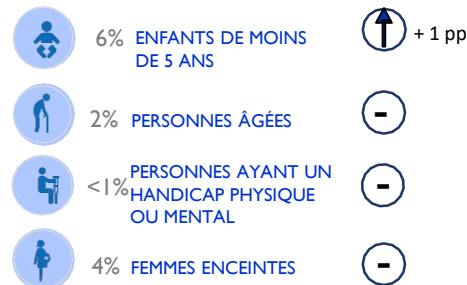 6% ENFANTS DE MOINS DE 5 ANS + 1 pp
2% PERSONNES ÂGÉES -
<1% PERSONNES AYANT UN HANDICAP PHYSIQUE OU MENTAL -
4% FEMMES ENCEINTES -